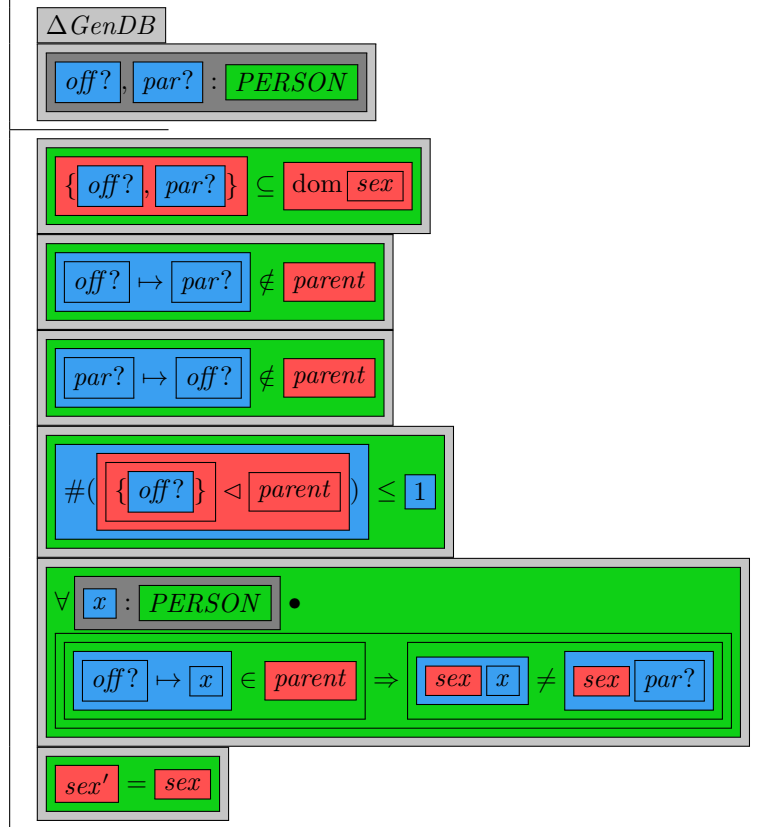 ΔGenDB
off?, par? : PERSON
{off?, par?} ⊆ dom sex
off? ↦ par? ∉ parent
par? ↦ off? ∉ parent
#({off?} ◁ parent) ≤ 1
∀ x : PERSON •
off? ↦ x ∈ parent ⇒ sex x ≠ sex par?
sex′ = sex